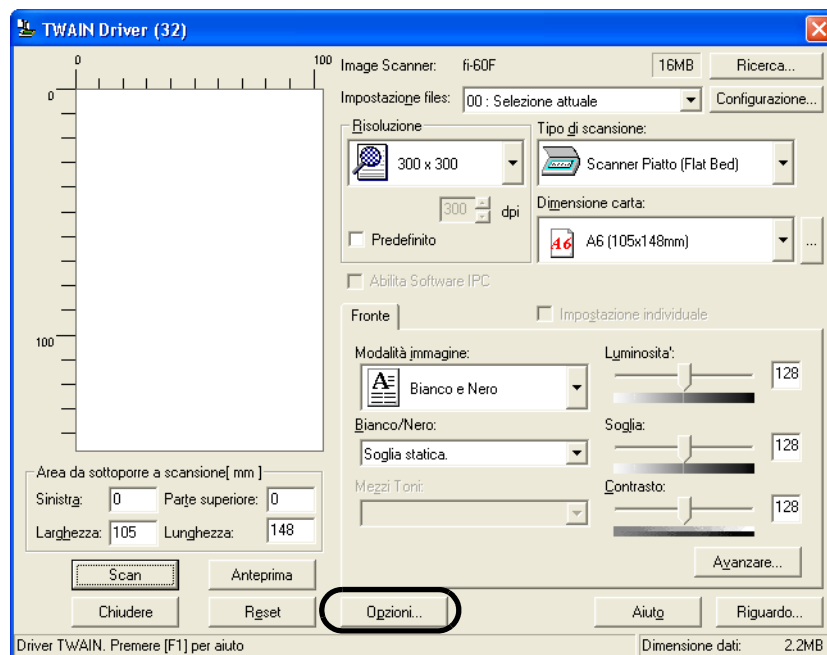 TWAIN Driver (32)
0 100
0
100
Image Scanner: fi-60F 16MB Ricerca...
Impostazione files: 00 : Selezione attuale Configurazione...
Risoluzione
300 x 300
300 dpi
Predefinito
Tipo di scansione:
Scanner Piatto (Flat Bed)
Dimensione carta:
A6 A6 (105x148mm) ...
Abilita Software IPC
Fronte
Impostazione individuale
Modalità immagine:
A Bianco e Nero
Bianco/Nero:
Soglia statica.
Mezzi Toni:
Luminosita': 128
Soglia: 128
Contrasto: 128
Avanzare...
Area da sottoporre a scansione[ mm ]
Sinistra: 0 Parte superiore: 0
Larghezza: 105 Lunghezza: 148
Scan Anteprima
Chiudere Reset Opzioni... Aiuto Riguardo...
Driver TWAIN. Premere [F1] per aiuto Dimensione dati: 2.2MB